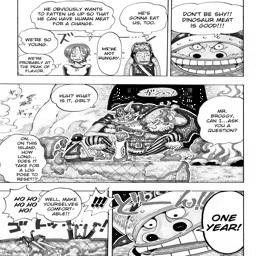 DON'T BE SHY!!
DINOSAUR MEAT
IS GOOD!!!
HE'S GONNA
EAT US,
TOO.
HE OBVIOUSLY WANTS
TO FATTEN US UP SO THAT
HE CAN HAVE HUMAN MEAT
FOR A CHANGE.
WE'RE SO
YOUNG.
WE'RE NOT
HUNGRY.
WE'RE
PROBABLY AT
THE PEAK OF
FLAVOR.
MR.
BROGGY,
CAN I...ASK
YOU A
QUESTION?
HUH? WHAT
IS IT, GIRL?
ON...
ON THIS
ISLAND,
HOW
LONG...
DOES IT
TAKE FOR
A LOG
POSE TO
RESET!?
ONE
YEAR!
WELL, MAKE
YOURSELVES
COMFORT-
ABLE!!
HO HO
HO HO
HO!!